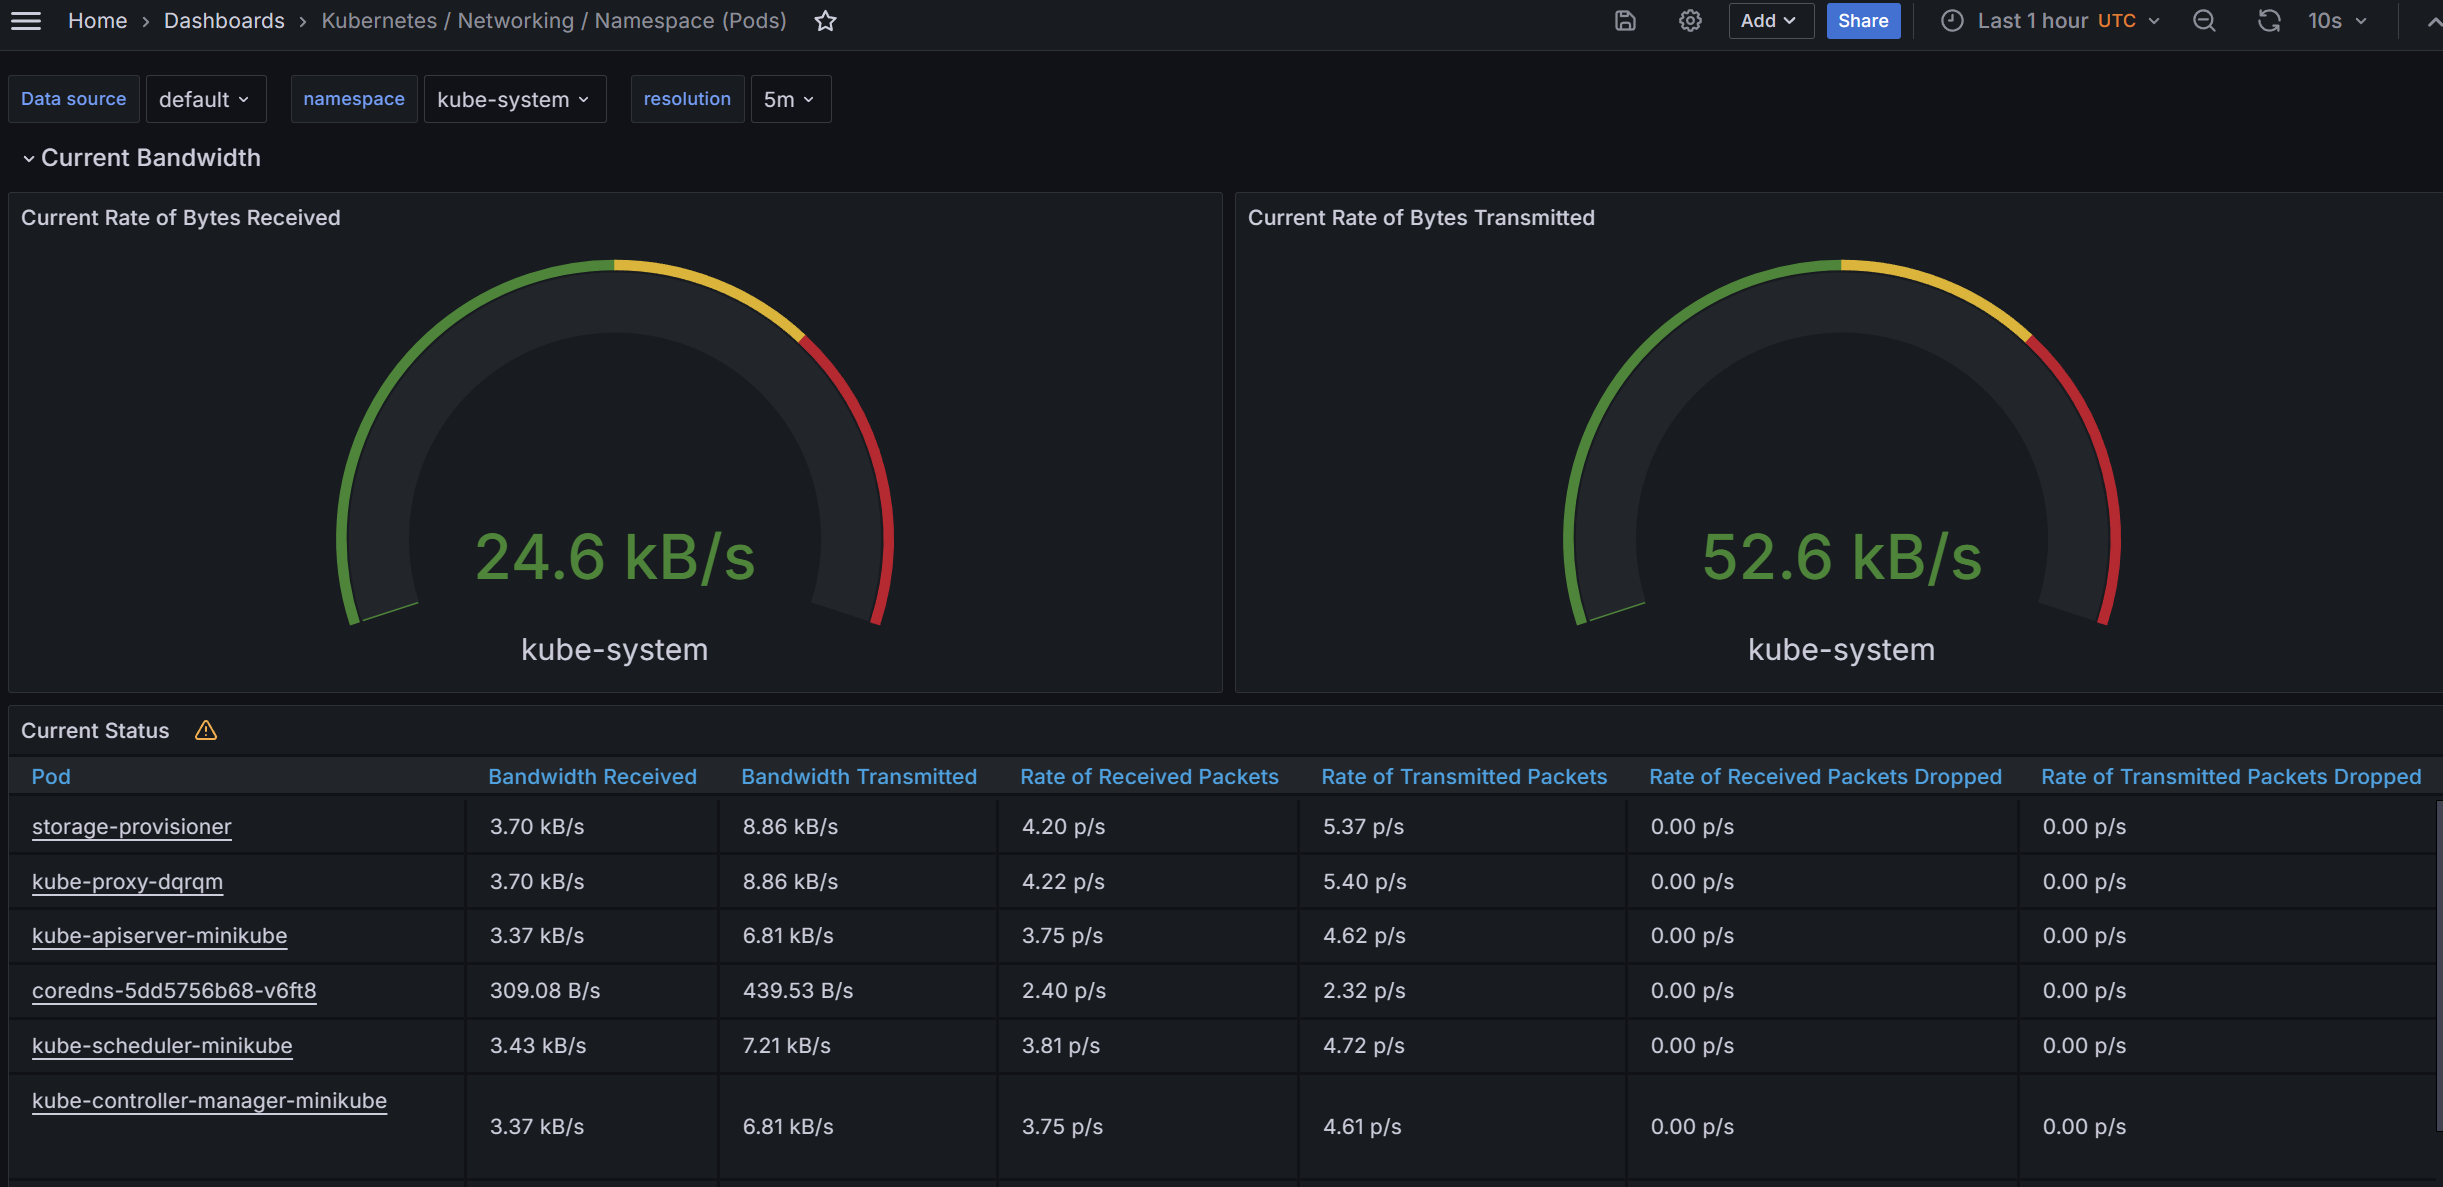 Home › Dashboards › Kubernetes / Networking / Namespace (Pods) Add Share Last 1 hour UTC 10s
Data source default namespace kube-system resolution 5m
Current Bandwidth
Current Rate of Bytes Received
24.6 kB/s
kube-system
Current Rate of Bytes Transmitted
52.6 kB/s
kube-system
Current Status
Pod Bandwidth Received Bandwidth Transmitted Rate of Received Packets Rate of Transmitted Packets Rate of Received Packets Dropped Rate of Transmitted Packets Dropped
storage-provisioner 3.70 kB/s 8.86 kB/s 4.20 p/s 5.37 p/s 0.00 p/s 0.00 p/s
kube-proxy-dqrqm 3.70 kB/s 8.86 kB/s 4.22 p/s 5.40 p/s 0.00 p/s 0.00 p/s
kube-apiserver-minikube 3.37 kB/s 6.81 kB/s 3.75 p/s 4.62 p/s 0.00 p/s 0.00 p/s
coredns-5dd5756b68-v6ft8 309.08 B/s 439.53 B/s 2.40 p/s 2.32 p/s 0.00 p/s 0.00 p/s
kube-scheduler-minikube 3.43 kB/s 7.21 kB/s 3.81 p/s 4.72 p/s 0.00 p/s 0.00 p/s
kube-controller-manager-minikube 3.37 kB/s 6.81 kB/s 3.75 p/s 4.61 p/s 0.00 p/s 0.00 p/s